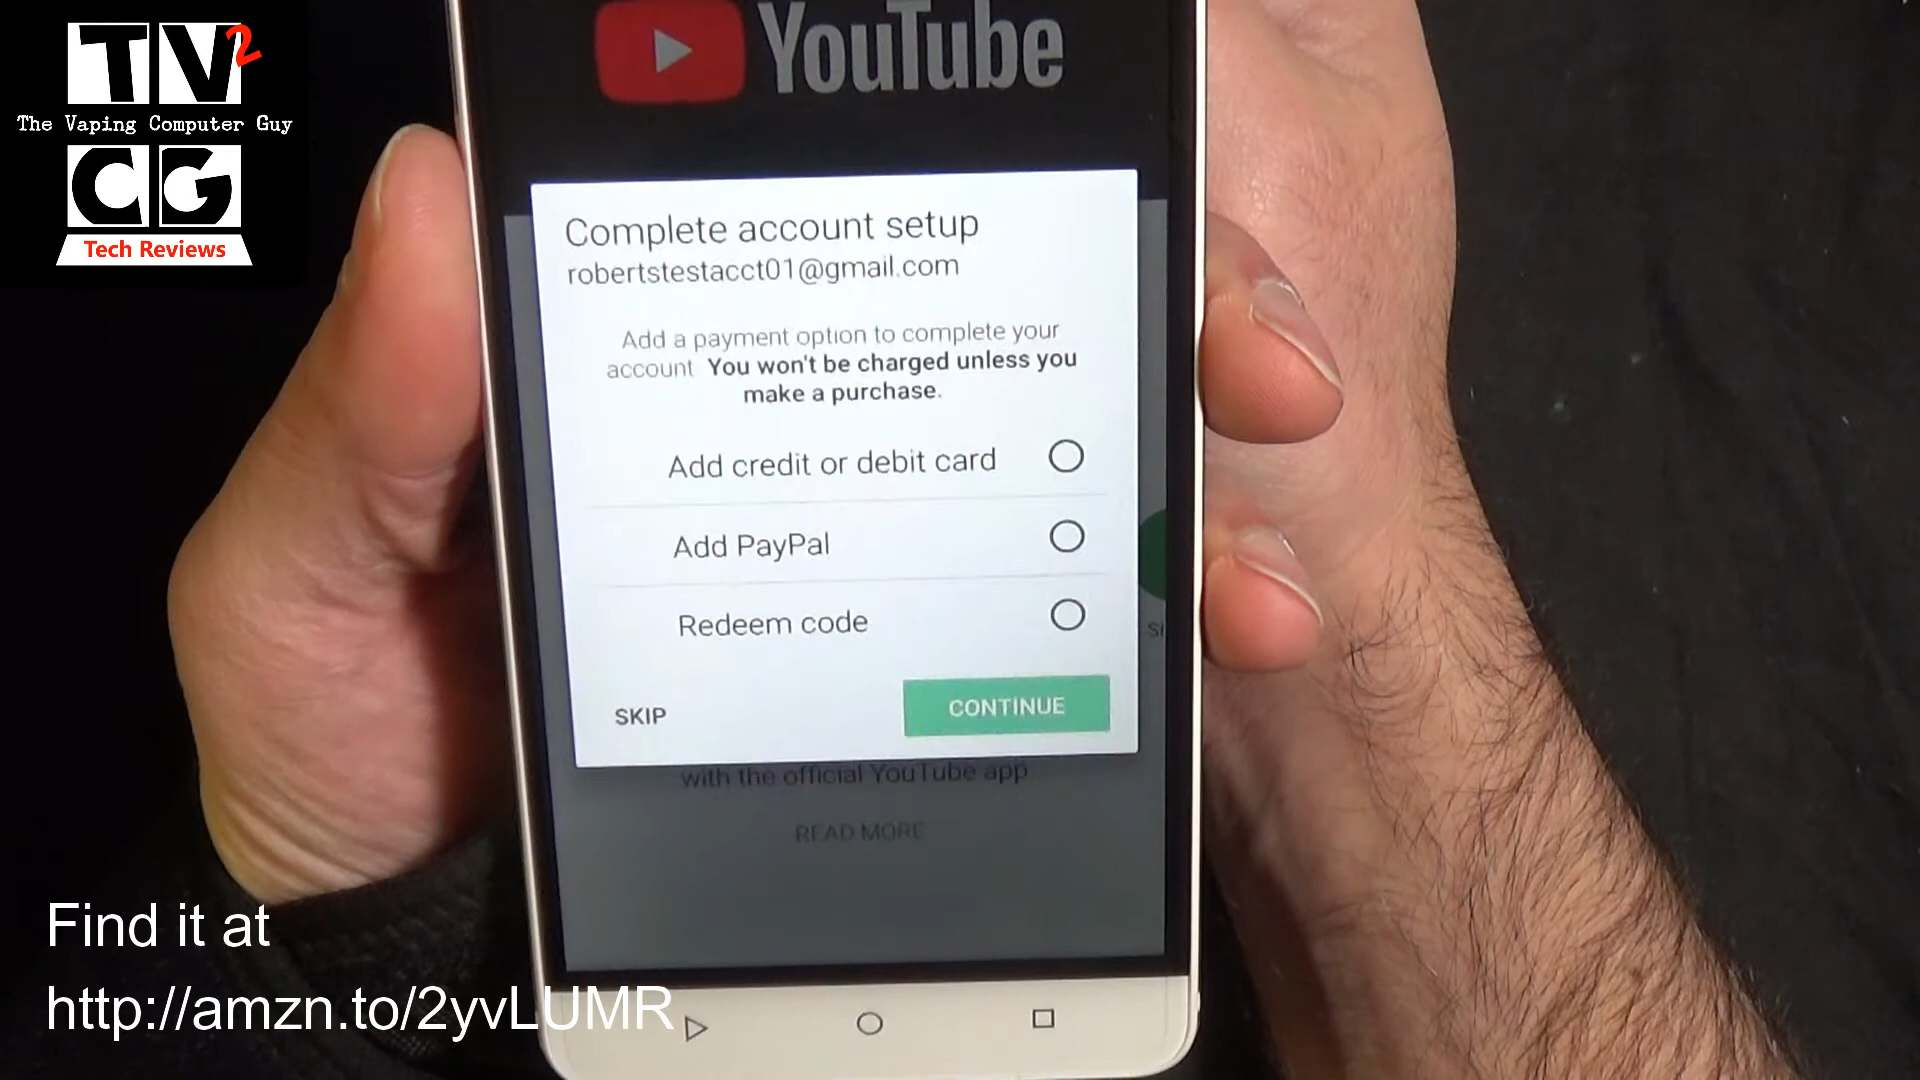 TV2
The Vaping Computer Guy
CG
Tech Reviews
YouTube
Complete account setup
robertstestacct01@gmail.com
Add a payment option to complete your
account You won't be charged unless you
make a purchase.
Add credit or debit card
Add PayPal
Redeem code
SKIP
CONTINUE
with the official YouTube app
READ MORE
Find it at
http://amzn.to/2yvLUMR